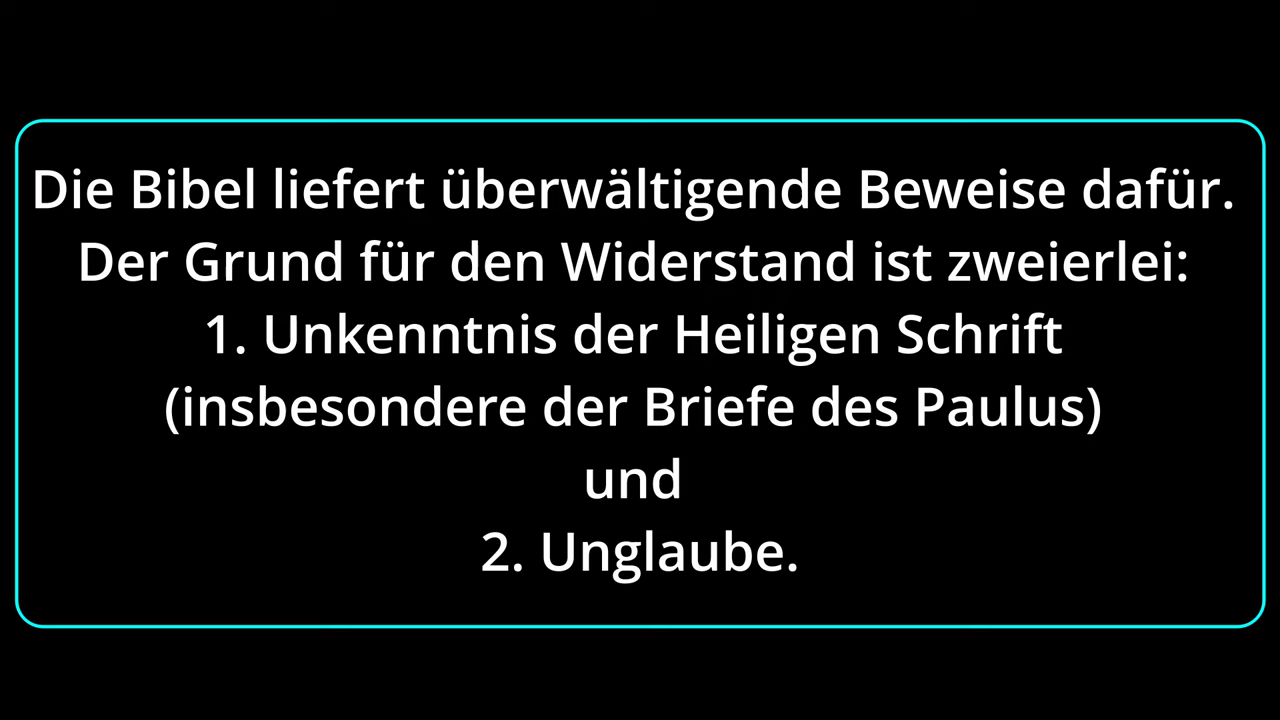 Die Bibel liefert überwältigende Beweise dafür.
Der Grund für den Widerstand ist zweierlei:
1. Unkenntnis der Heiligen Schrift
(insbesondere der Briefe des Paulus)
und
2. Unglaube.